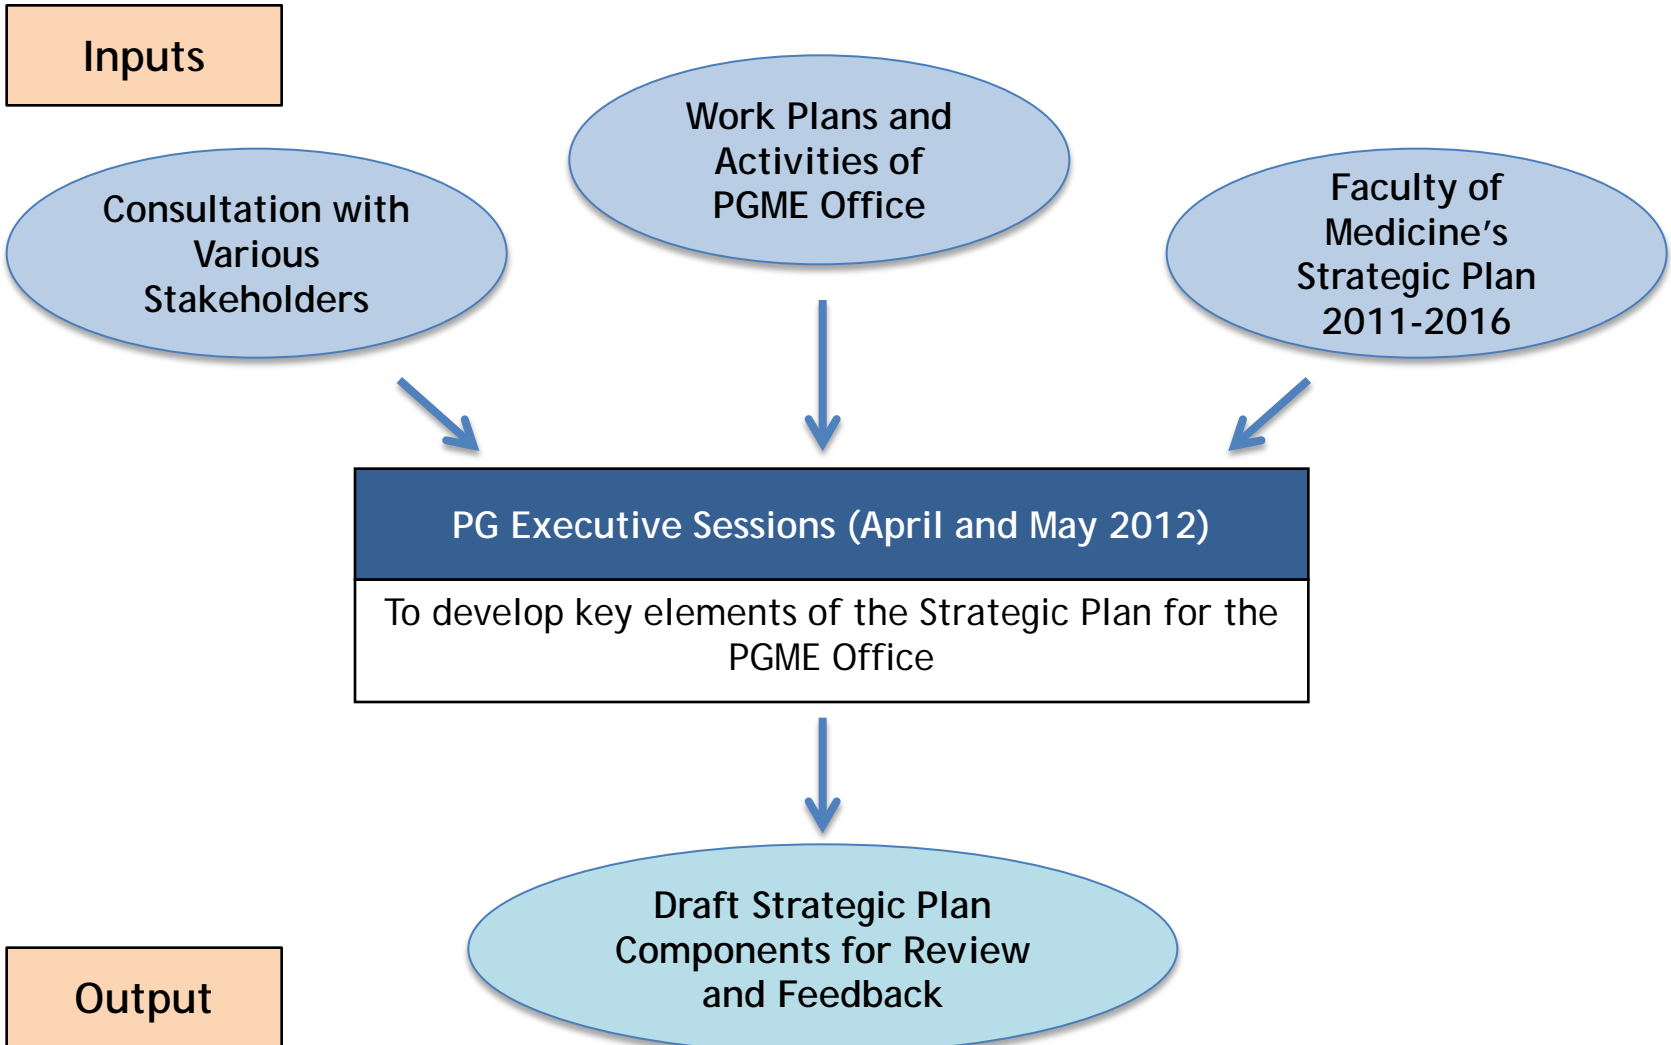 Inputs
Work Plans and
Activities of
PGME Office
Consultation with
Various
Stakeholders
Faculty of
Medicine’s
Strategic Plan
2011-2016
PG Executive Sessions (April and May 2012)
To develop key elements of the Strategic Plan for the
PGME Office
Draft Strategic Plan
Components for Review
and Feedback
Output